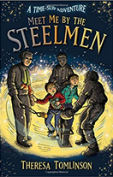 A TIME-SLIP ADVENTURE
MEET ME BY THE
STEELMEN
THERESA TOMLINSON